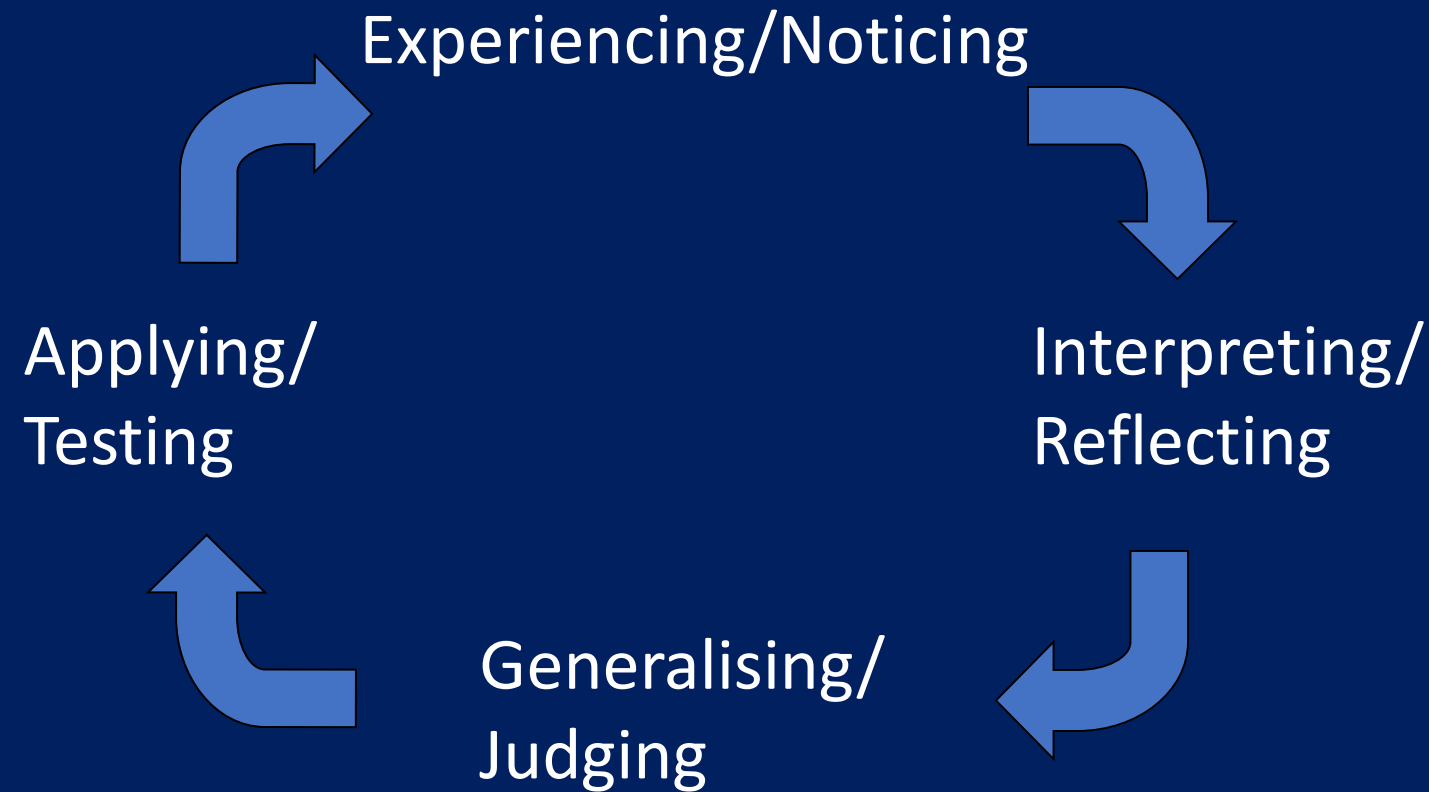 Experiencing/Noticing
Applying/
Testing
Interpreting/
Reflecting
Generalising/
Judging